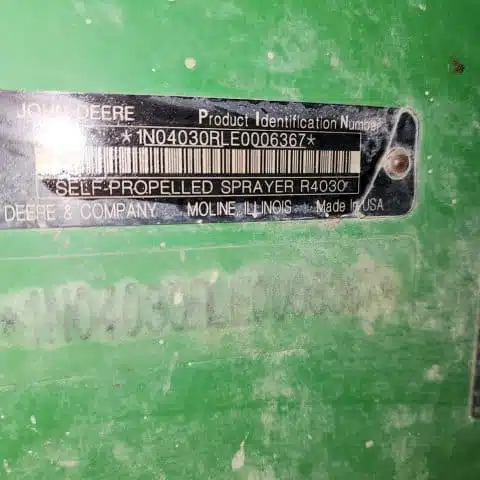 JOHN DEERE Product Identification Number
*1N04030RLE0006367*
SELF-PROPELLED SPRAYER R4030
DEERE & COMPANY MOLINE, ILLINOIS Made In USA